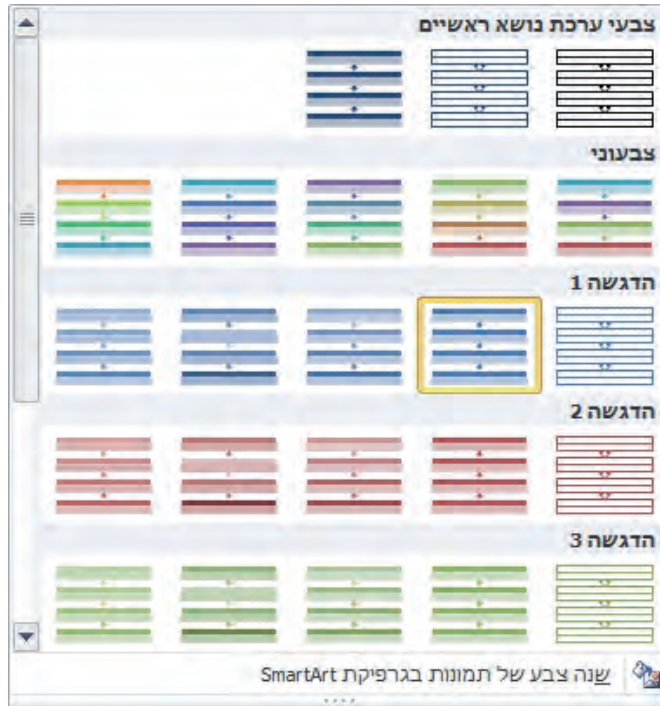 צבעי ערכת נושא ראשיים
צבעוני
הדגשה 1
הדגשה 2
הדגשה 3
שנה צבע של תמונות בגרפיקת SmartArt